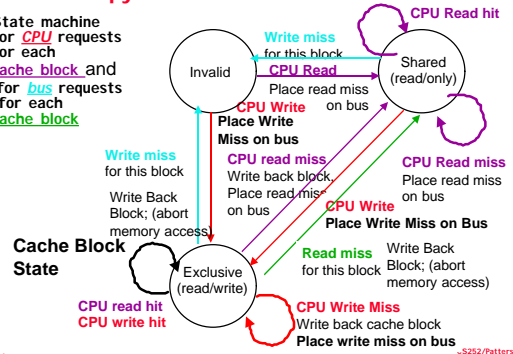 State machine
for CPU requests
for each
cache block and
for bus requests
for each
cache block
CPU Read hit
Write miss
for this block
Invalid
Shared
(read/only)
CPU Read
Place read miss
on bus
CPU Write
Place Write
Miss on bus
CPU Read miss
Place read miss
on bus
Write miss
for this block
Write Back
Block; (abort
memory access)
CPU read miss
Write back block,
Place read miss
on bus
CPU Write
Place Write Miss on Bus
Read miss
for this block
Write Back
Block; (abort
memory access)
Cache Block
State
Exclusive
(read/write)
CPU read hit
CPU write hit
CPU Write Miss
Write back cache block
Place write miss on bus